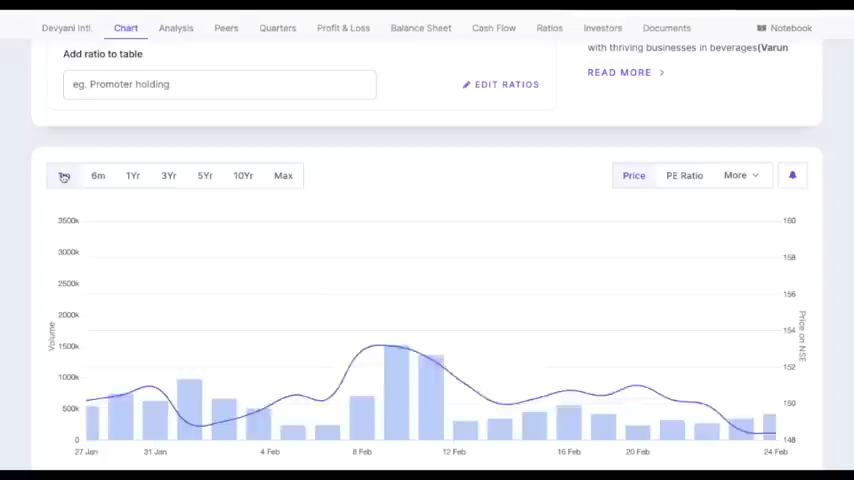 Devyani Intl. Chart Analysis Peers Quarters Profit & Loss Balance Sheet Cash Flow Ratios Investors Documents Notebook
Add ratio to table
with thriving businesses in beverages(Varun
eg. Promoter holding
EDIT RATIOS
READ MORE
6m 1Yr 3Yr 5Yr 10Yr Max
Price PE Ratio More
3500k
3000k
2500k
2000k
1500k
1000k
500k
0
Volume
160
158
156
154
152
150
148
Price on NSE
27 Jan 31 Jan 4 Feb 8 Feb 12 Feb 16 Feb 20 Feb 24 Feb